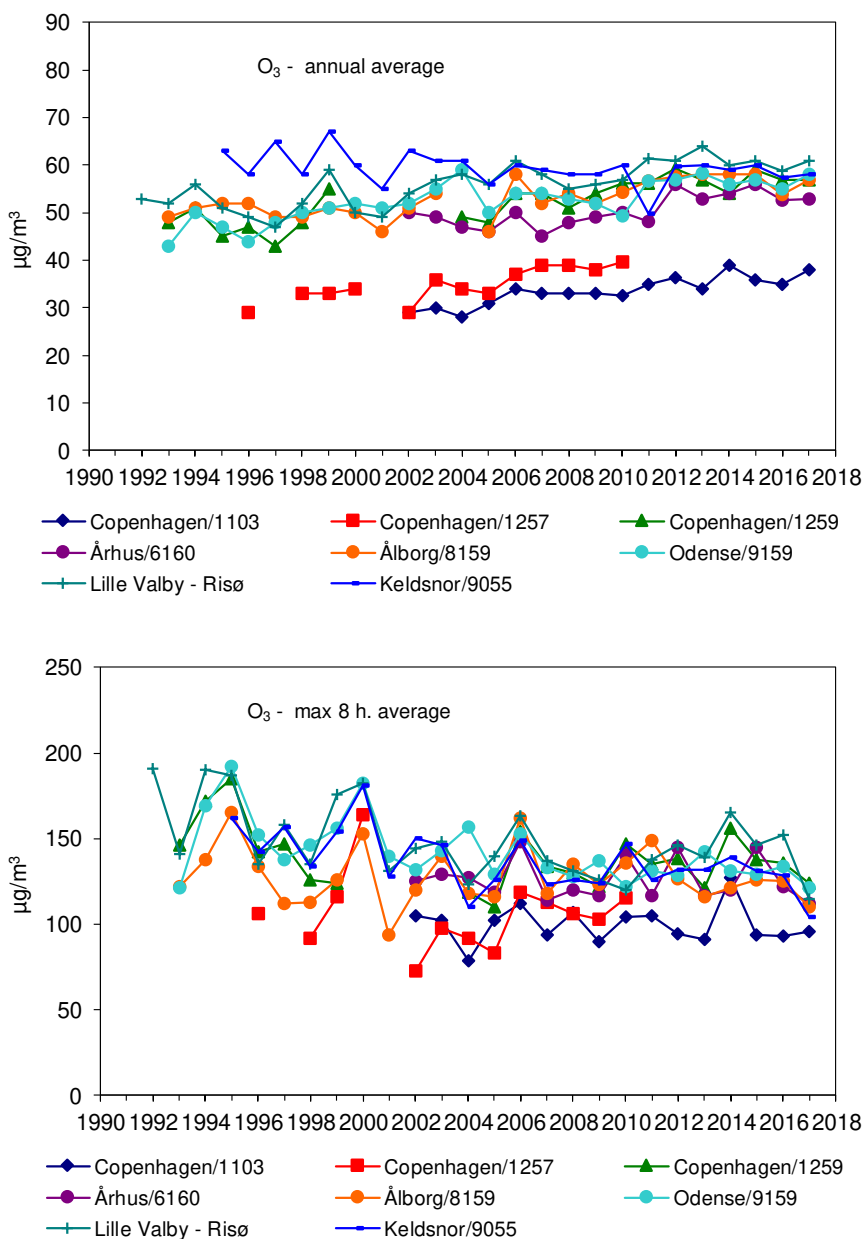 90
80
70
60
50
40
30
20
10
0
µg/m³
O₃ - annual average
1990 1992 1994 1996 1998 2000 2002 2004 2006 2008 2010 2012 2014 2016 2018
Copenhagen/1103 Copenhagen/1257 Copenhagen/1259
Århus/6160 Ålborg/8159 Odense/9159
Lille Valby - Risø Keldsnor/9055
250
200
150
100
50
0
µg/m³
O₃ - max 8 h. average
1990 1992 1994 1996 1998 2000 2002 2004 2006 2008 2010 2012 2014 2016 2018
Copenhagen/1103 Copenhagen/1257 Copenhagen/1259
Århus/6160 Ålborg/8159 Odense/9159
Lille Valby - Risø Keldsnor/9055